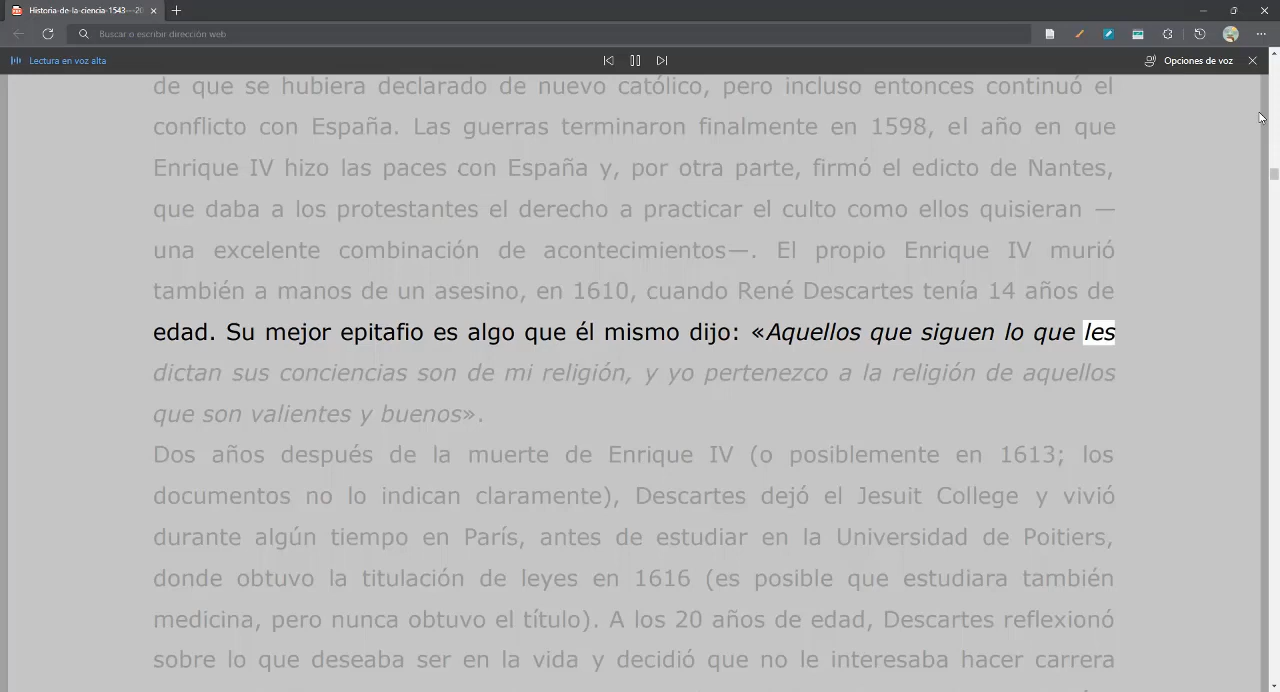 Historia-de-la-ciencia-1543---20
Buscar o escribir dirección web
Lectura en voz alta
Opciones de voz
de que se hubiera declarado de nuevo católico, pero incluso entonces continuó el
conflicto con España. Las guerras terminaron finalmente en 1598, el año en que
Enrique IV hizo las paces con España y, por otra parte, firmó el edicto de Nantes,
que daba a los protestantes el derecho a practicar el culto como ellos quisieran —
una excelente combinación de acontecimientos—. El propio Enrique IV murió
también a manos de un asesino, en 1610, cuando René Descartes tenía 14 años de
edad. Su mejor epitafio es algo que él mismo dijo: «Aquellos que siguen lo que les
dictan sus conciencias son de mi religión, y yo pertenezco a la religión de aquellos
que son valientes y buenos».
Dos años después de la muerte de Enrique IV (o posiblemente en 1613; los
documentos no lo indican claramente), Descartes dejó el Jesuit College y vivió
durante algún tiempo en París, antes de estudiar en la Universidad de Poitiers,
donde obtuvo la titulación de leyes en 1616 (es posible que estudiara también
medicina, pero nunca obtuvo el título). A los 20 años de edad, Descartes reflexionó
sobre lo que deseaba ser en la vida y decidió que no le interesaba hacer carrera